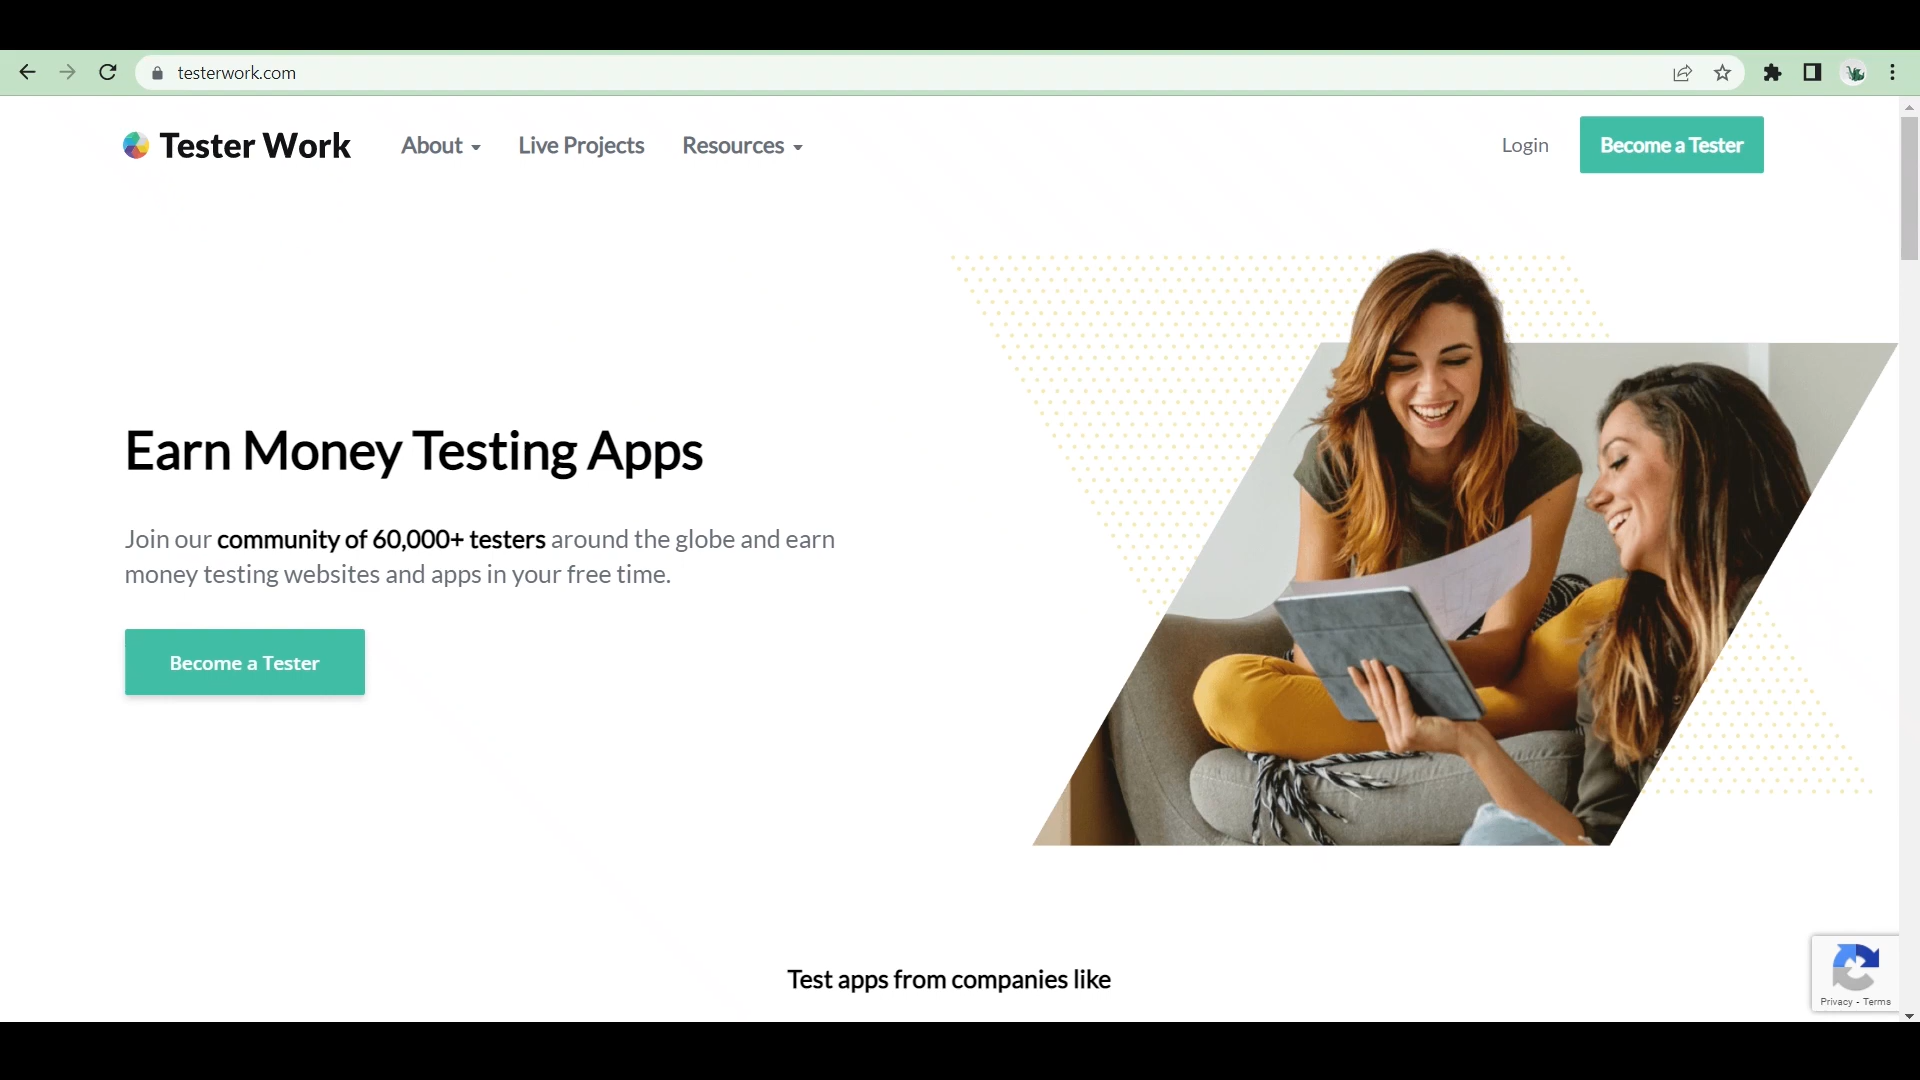 testerwork.com
Tester Work
About
Live Projects
Resources
Login
Become a Tester
Earn Money Testing Apps
Join our community of 60,000+ testers around the globe and earn
money testing websites and apps in your free time.
Become a Tester
Test apps from companies like
Privacy - Terms